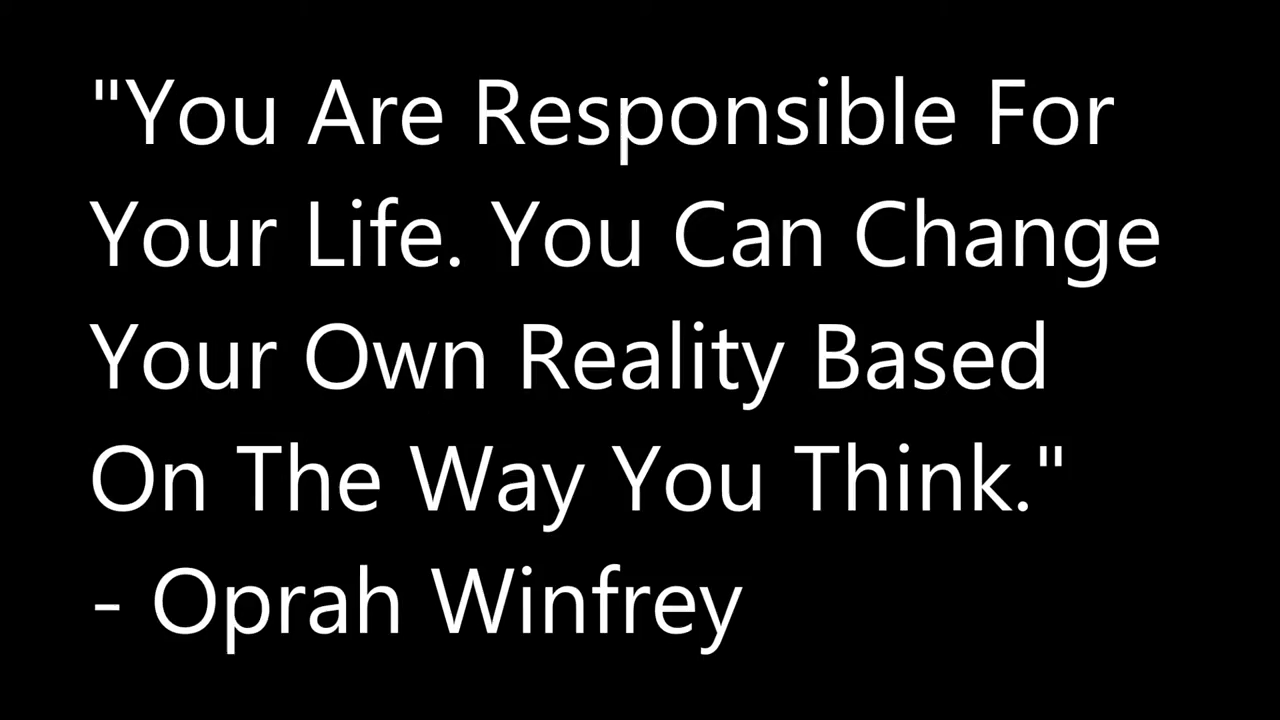 "You Are Responsible For
Your Life. You Can Change
Your Own Reality Based
On The Way You Think."
- Oprah Winfrey